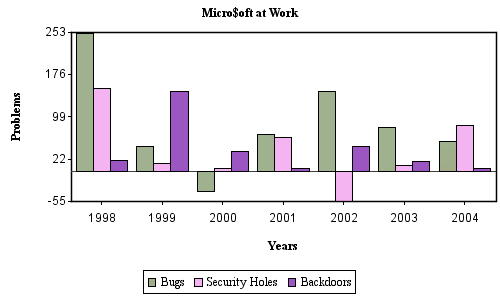 Micro$oft at Work
Problems
253
176
99
22
-55
1998 1999 2000 2001 2002 2003 2004
Years
Bugs Security Holes Backdoors